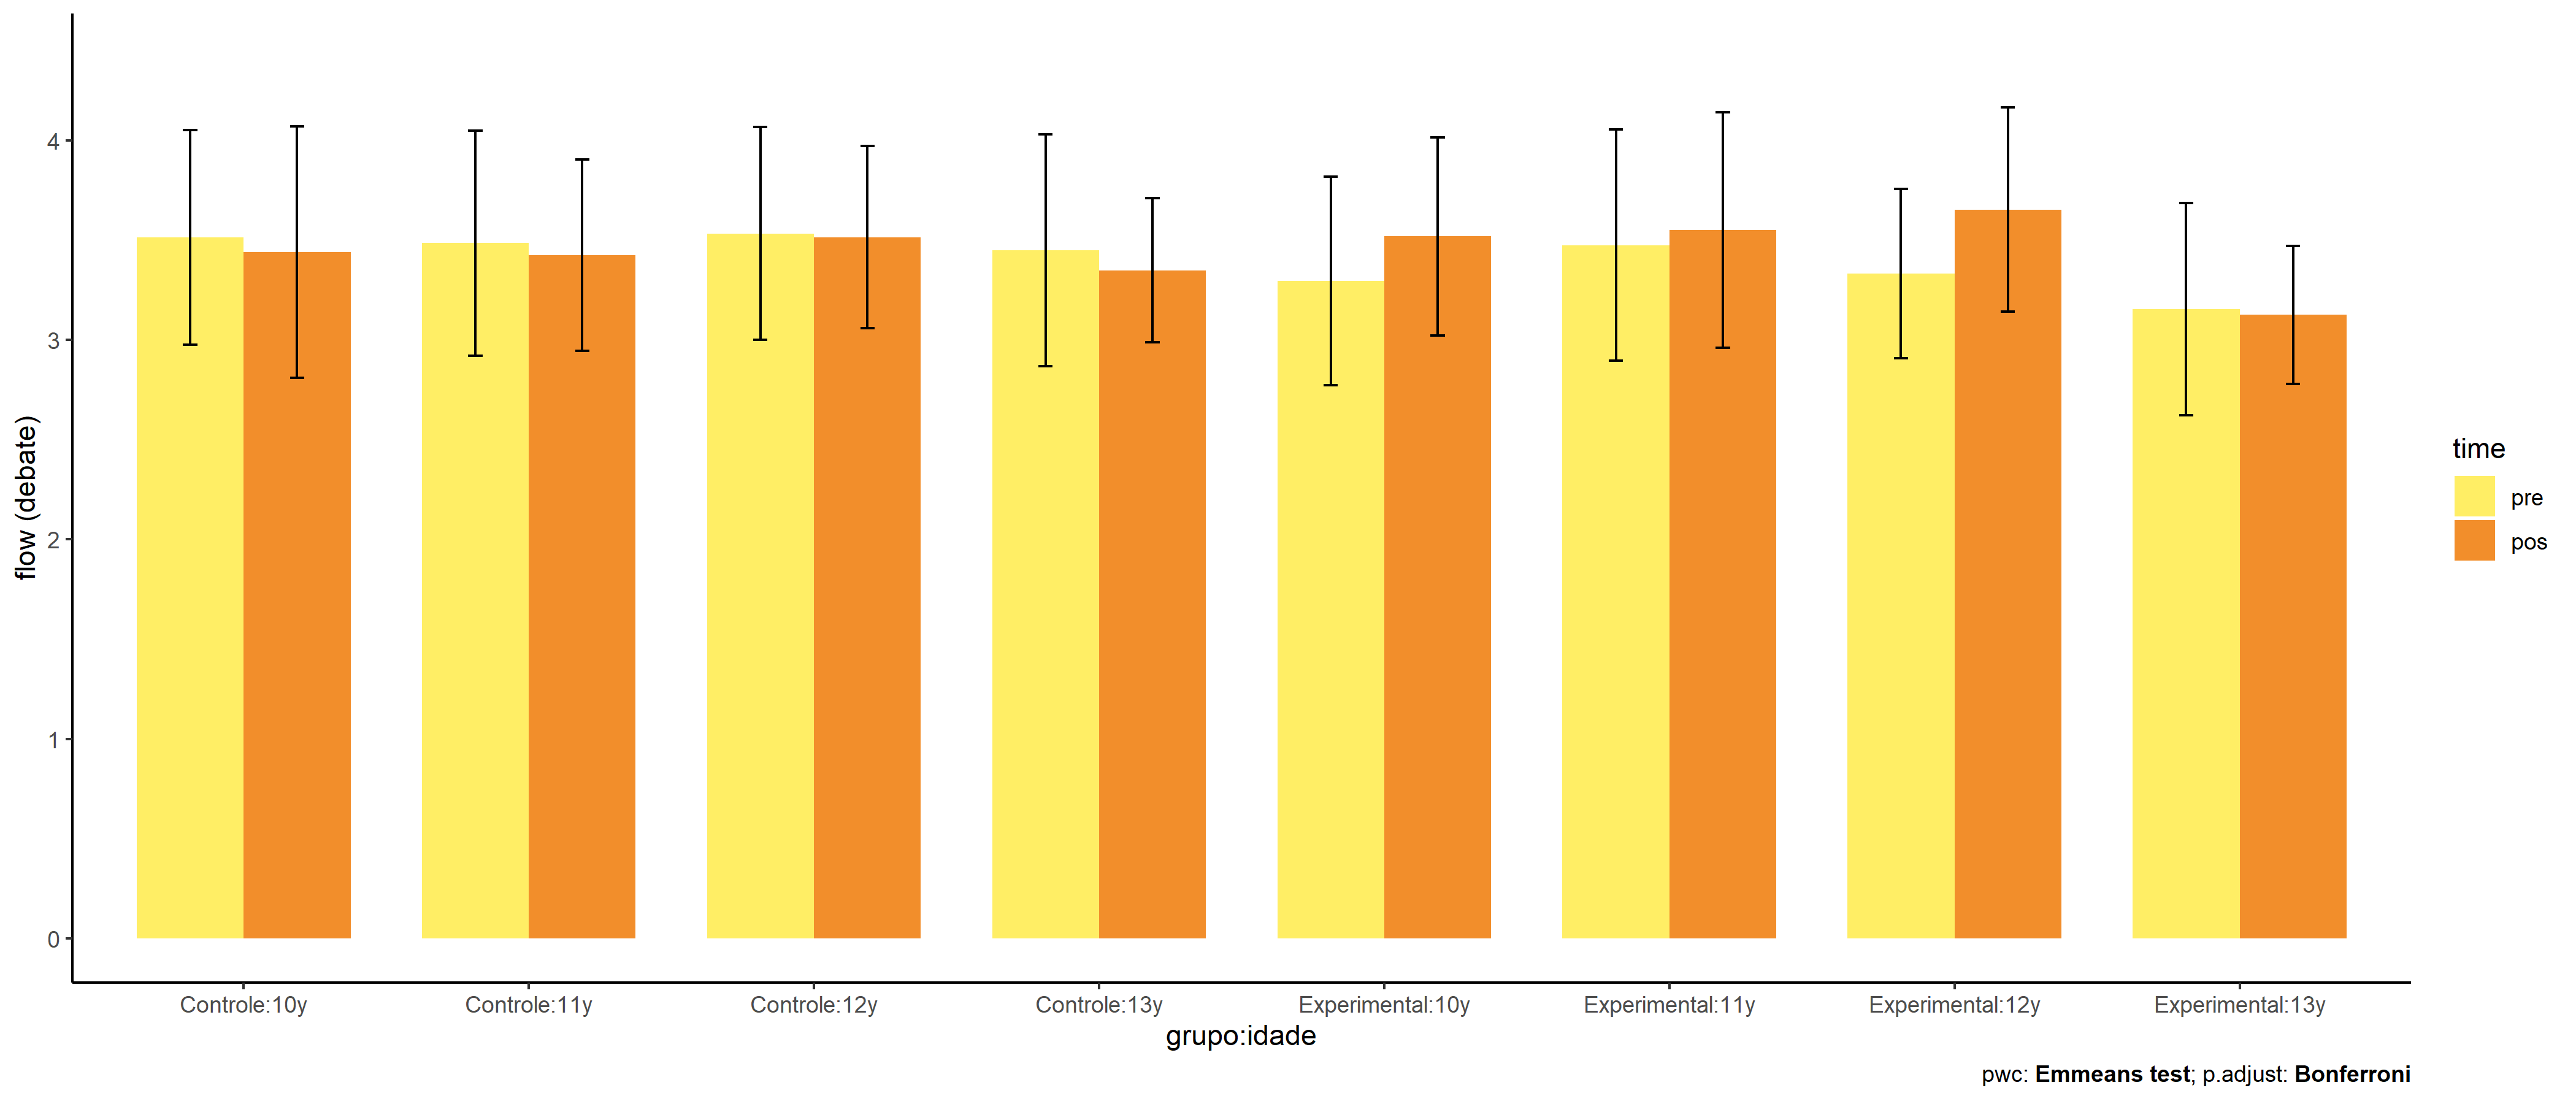 flow (debate)
4
3
2
1
0
Controle:10y
Controle:11y
Controle:12y
Controle:13y
Experimental:10y
Experimental:11y
Experimental:12y
Experimental:13y
grupo:idade
time
pre
pos
pwc: Emmeans test; p.adjust: Bonferroni